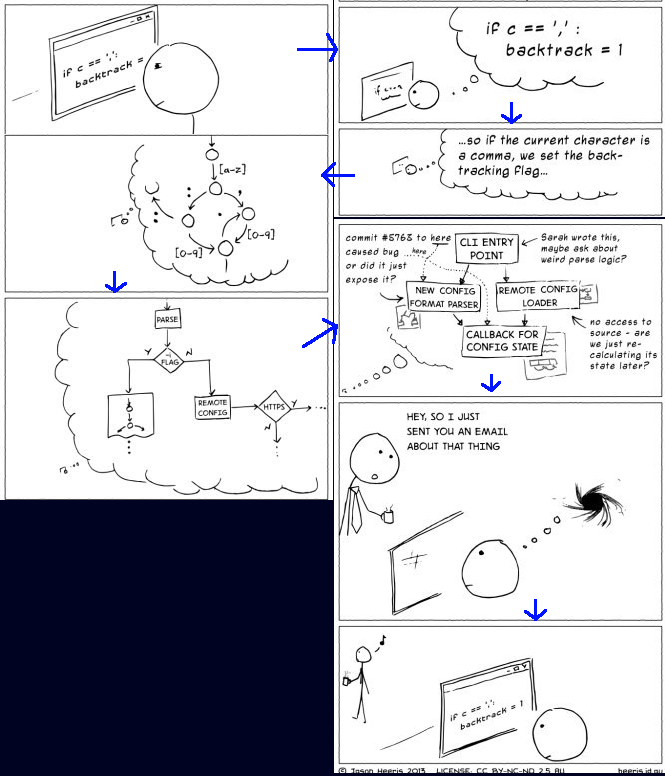 if c == ',':
backtrack =
if c == ',':
backtrack = 1
...so if the current character is
a comma, we set the back-
tracking flag...
[a-z]
[0-9]
[0-9]
PARSE
Y
FLAG
N
REMOTE
CONFIG
HTTPS
Y
N
commit #5763 to here
caused bug
or did it just
expose it?
here
CLI ENTRY
POINT
Sarah wrote this,
maybe ask about
weird parse logic?
NEW CONFIG
FORMAT PARSER
REMOTE CONFIG
LOADER
CALLBACK FOR
CONFIG STATE
no access to
source - are
we just re-
calculating its
state later?
HEY, SO I JUST
SENT YOU AN EMAIL
ABOUT THAT THING
if c == ',':
backtrack = 1
© Jason Heeris 2013 LICENSE: CC BY-NC-ND 2.5 AU heeris.id.au